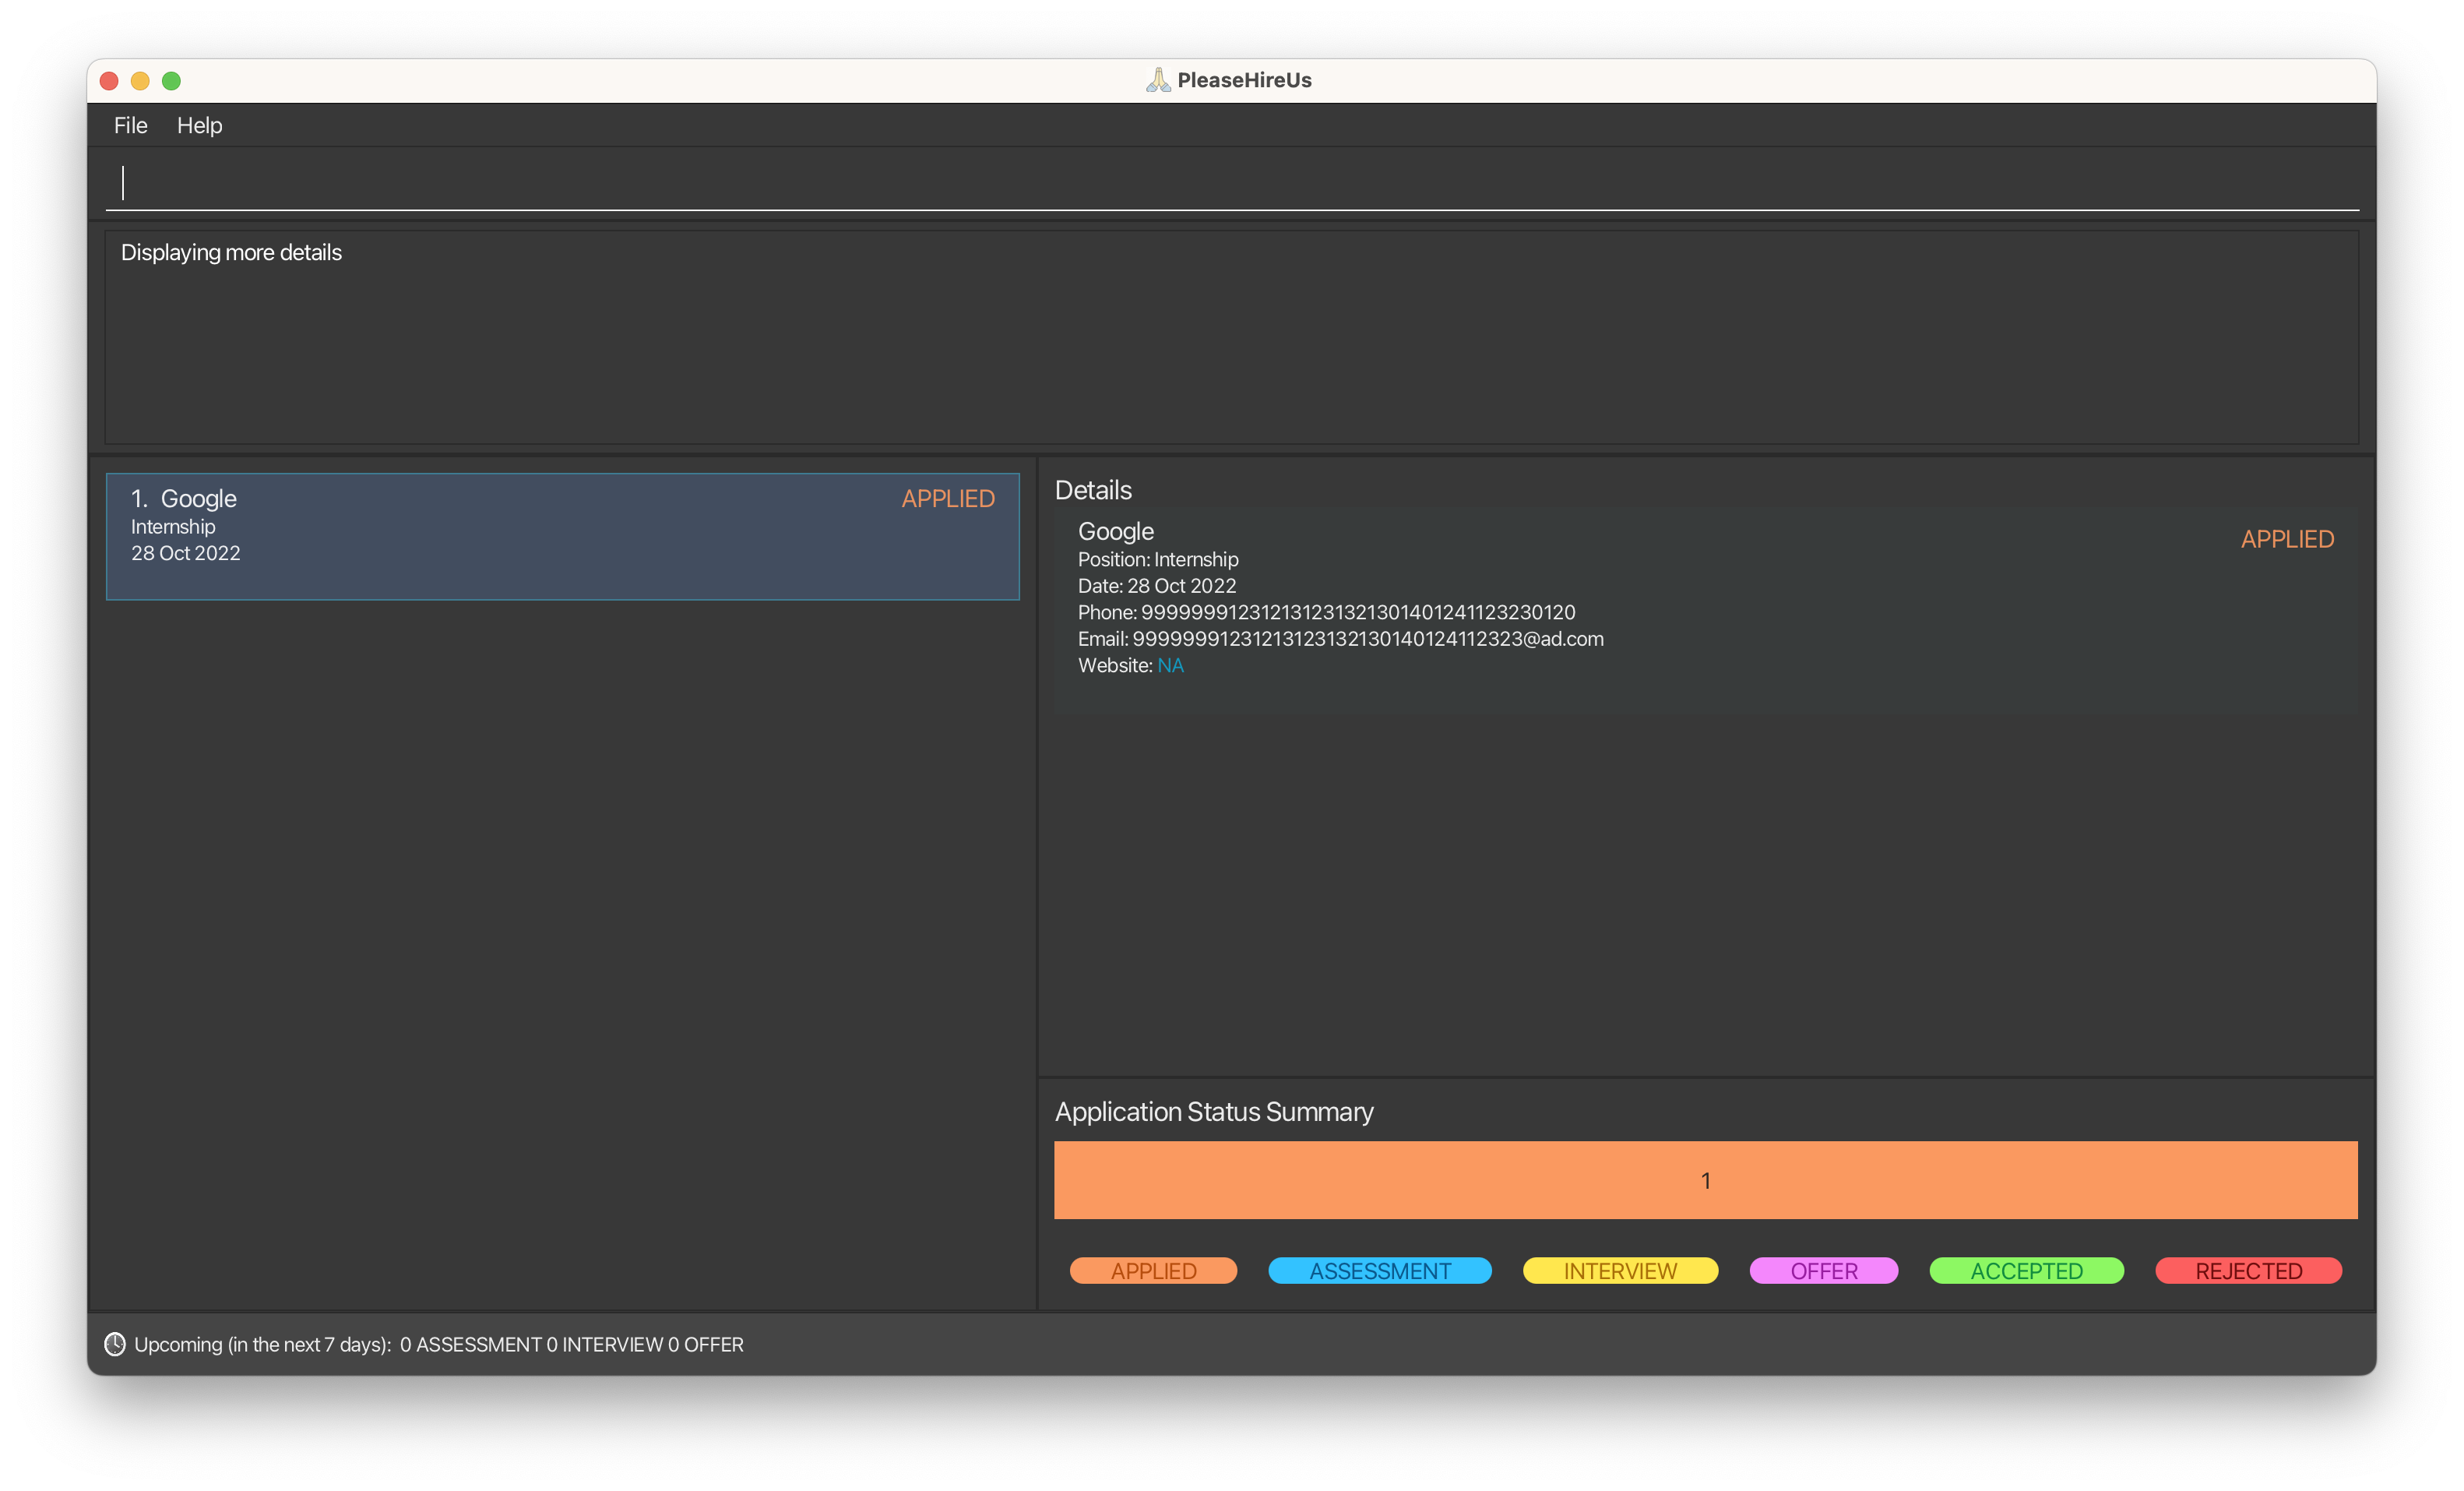 PleaseHireUs
File Help
Displaying more details
1. Google APPLIED
Internship
28 Oct 2022
Details
Google APPLIED
Position: Internship
Date: 28 Oct 2022
Phone: 999999912312131231321301401241123230120
Email: 99999991231213123132130140124112323@ad.com
Website: NA
Application Status Summary
1
APPLIED ASSESSMENT INTERVIEW OFFER ACCEPTED REJECTED
Upcoming (in the next 7 days): 0 ASSESSMENT 0 INTERVIEW 0 OFFER